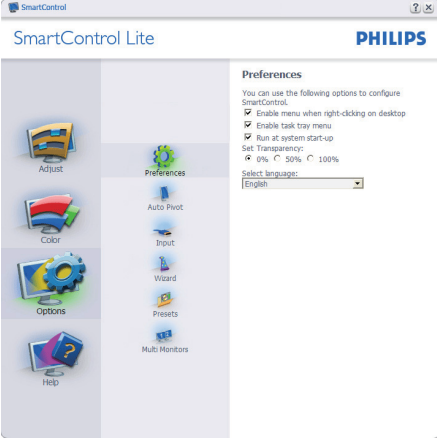 SmartControl
SmartControl Lite
PHILIPS
Adjust
Color
Options
Help
Preferences
Auto Pivot
Input
Wizard
Presets
Multi Monitors
Preferences
You can use the following options to configure
SmartControl.
Enable menu when right-clicking on desktop
Enable task tray menu
Run at system start-up
Set Transparency:
0% 50% 100%
Select language:
English